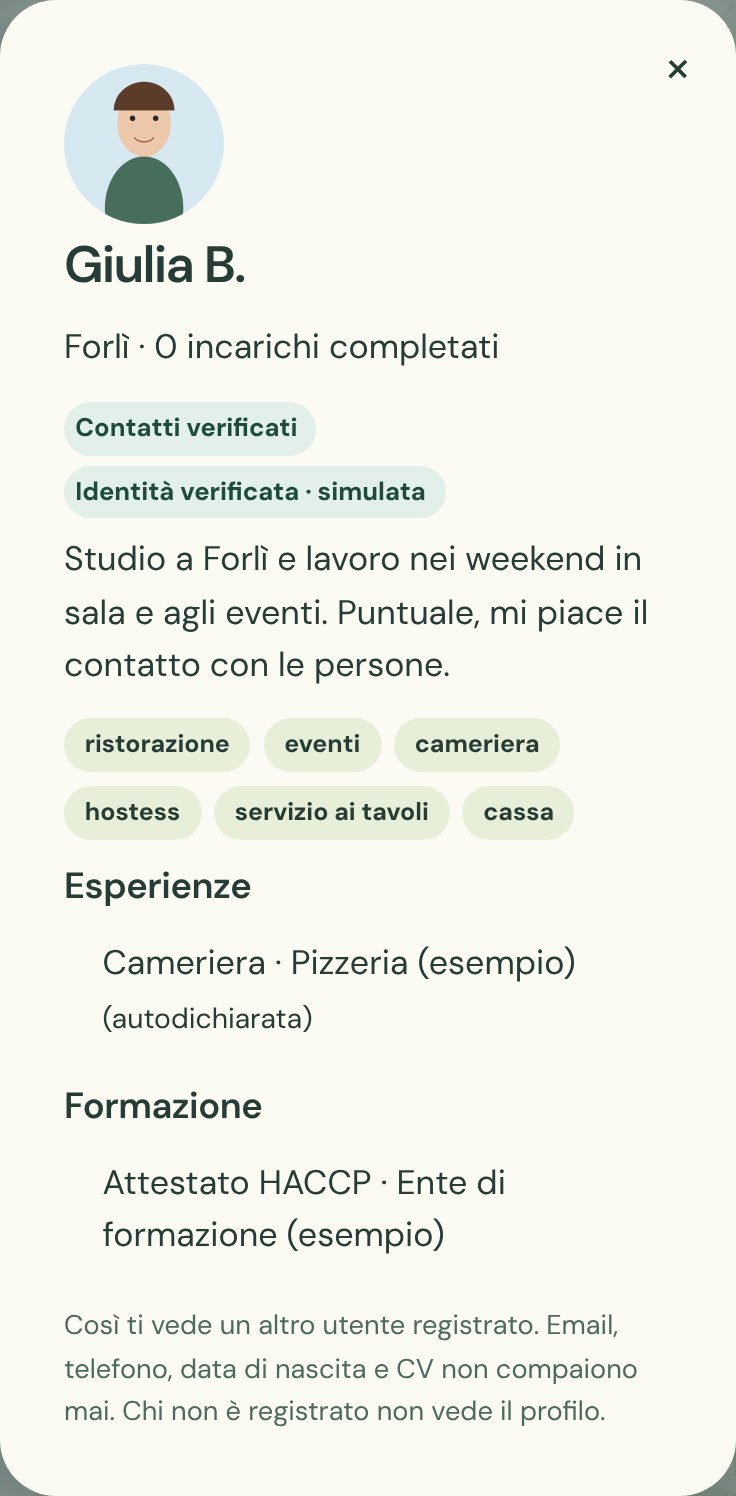 ×
Giulia B.
Forlì · 0 incarichi completati
Contatti verificati
Identità verificata · simulata
Studio a Forlì e lavoro nei weekend in
sala e agli eventi. Puntuale, mi piace il
contatto con le persone.
ristorazione eventi cameriera
hostess servizio ai tavoli cassa
Esperienze
Cameriera · Pizzeria (esempio)
(autodichiarata)
Formazione
Attestato HACCP · Ente di
formazione (esempio)
Così ti vede un altro utente registrato. Email,
telefono, data di nascita e CV non compaiono
mai. Chi non è registrato non vede il profilo.